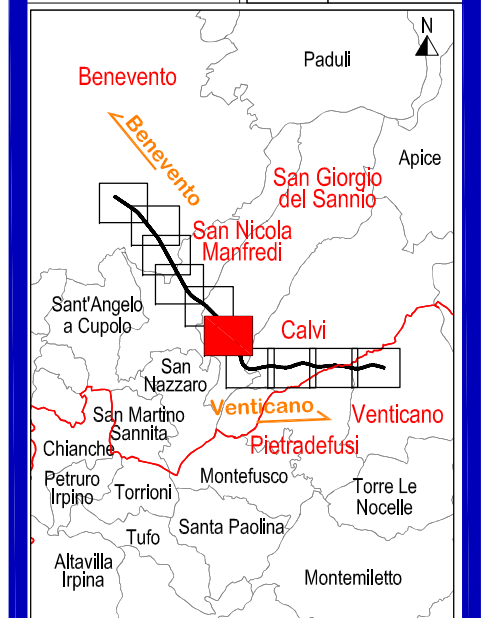 N
Paduli
Benevento
Benevento
Apice
San Giorgio
del Sannio
San Nicola
Manfredi
Sant'Angelo
a Cupolo
Calvi
San
Nazzaro
Venticano
San Martino
Sannita
Venticano
Chianche
Pietradefusi
Petruro
Irpino
Torrioni
Montefusco
Torre Le
Nocelle
Santa Paolina
Tufo
Altavilla
Irpina
Montemiletto